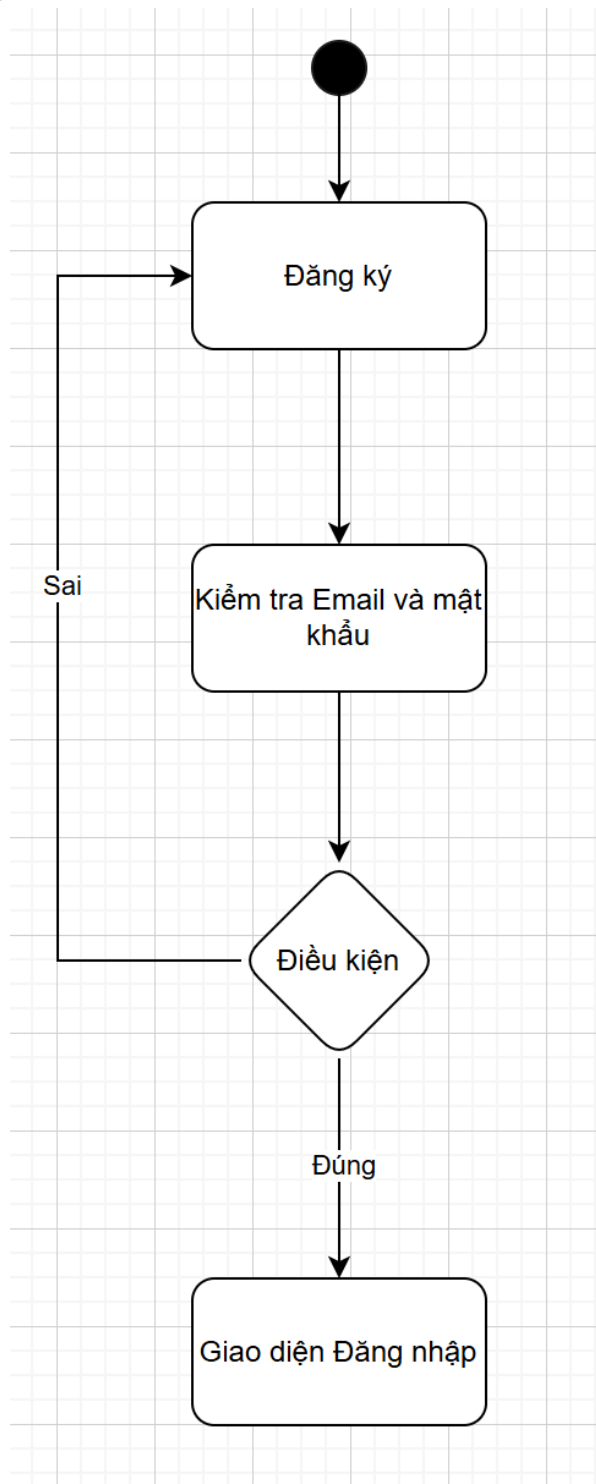 Đăng ký
Sai
Kiểm tra Email và mật
khẩu
Điều kiện
Đúng
Giao diện Đăng nhập